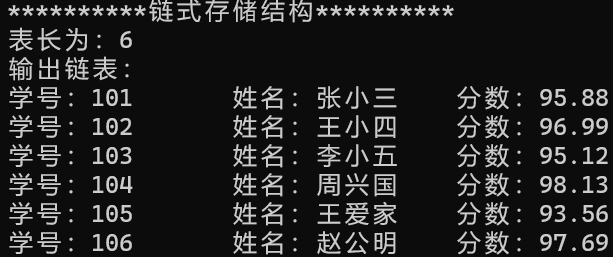 **********链式存储结构**********
表长为: 6
输出链表:
学号: 101 姓名: 张小三 分数: 95.88
学号: 102 姓名: 王小四 分数: 96.99
学号: 103 姓名: 李小五 分数: 95.12
学号: 104 姓名: 周兴国 分数: 98.13
学号: 105 姓名: 王爱家 分数: 93.56
学号: 106 姓名: 赵公明 分数: 97.69